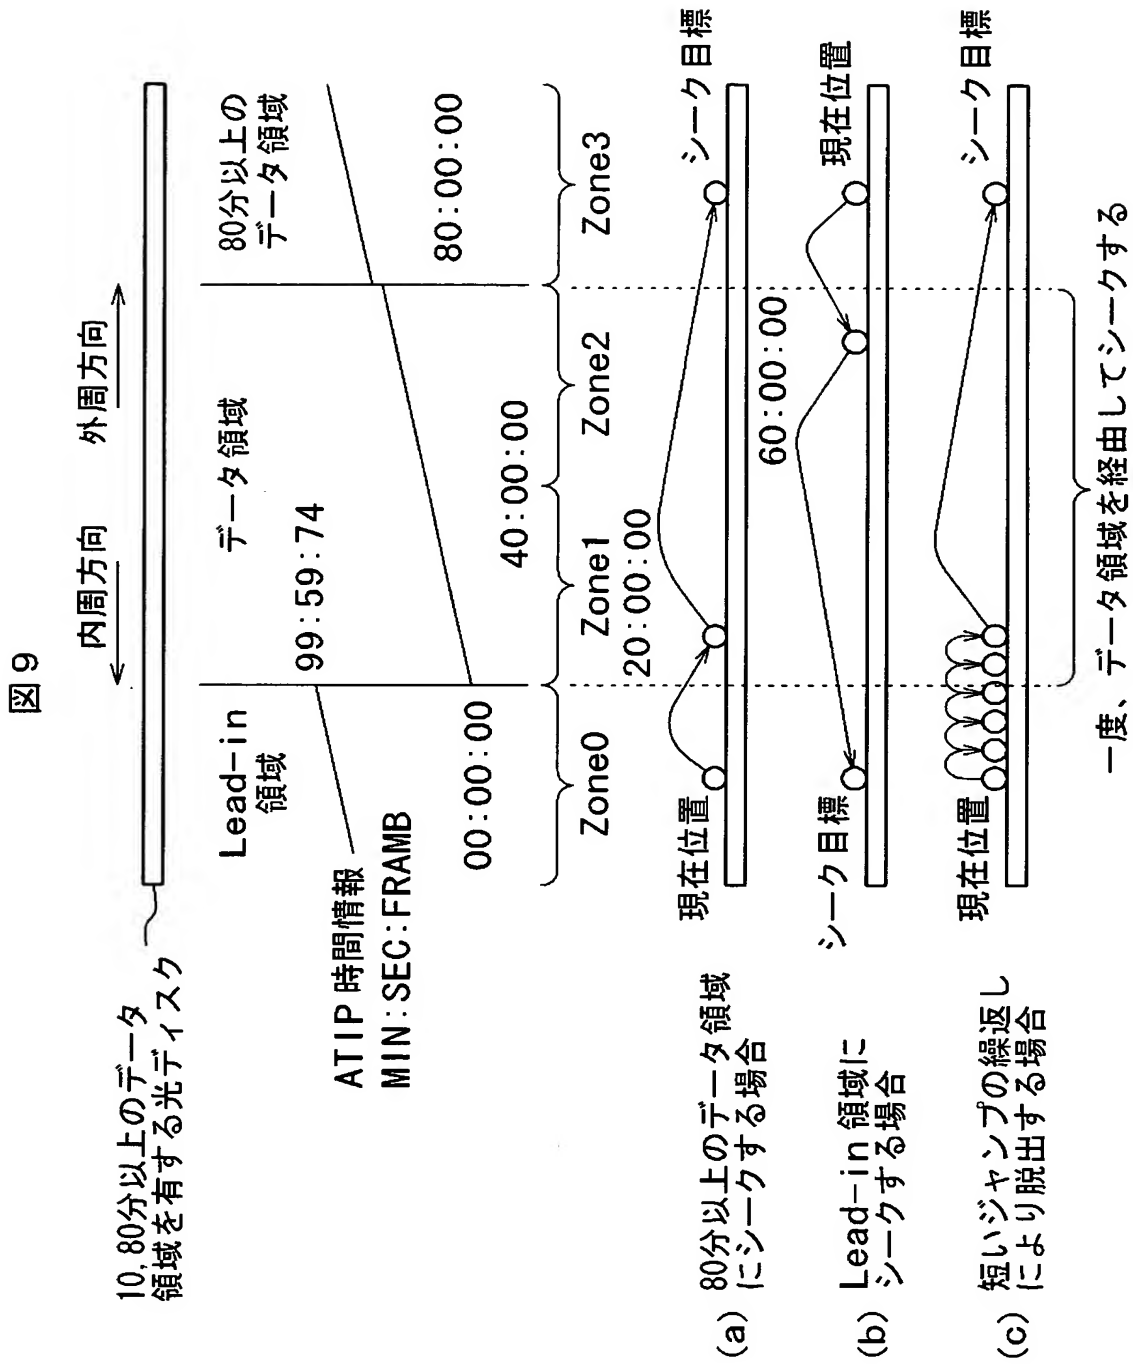 図9
内周方向
外周方向
10,80分以上のデータ
領域を有する光ディスク
Lead-in
領域
データ領域
80分以上の
データ領域
99:59:74
ATIP 時間情報
MIN:SEC:FRAMB
00:00:00
40:00:00
80:00:00
Zone0
Zone1
Zone2
Zone3
(a) 80分以上のデータ領域
にシークする場合
現在位置
20:00:00
シーク目標
(b) Lead-in 領域に
シークする場合
シーク目標
60:00:00
現在位置
(c) 短いジャンプの繰返し
により脱出する場合
現在位置
シーク目標
一度、データ領域を経由してシークする